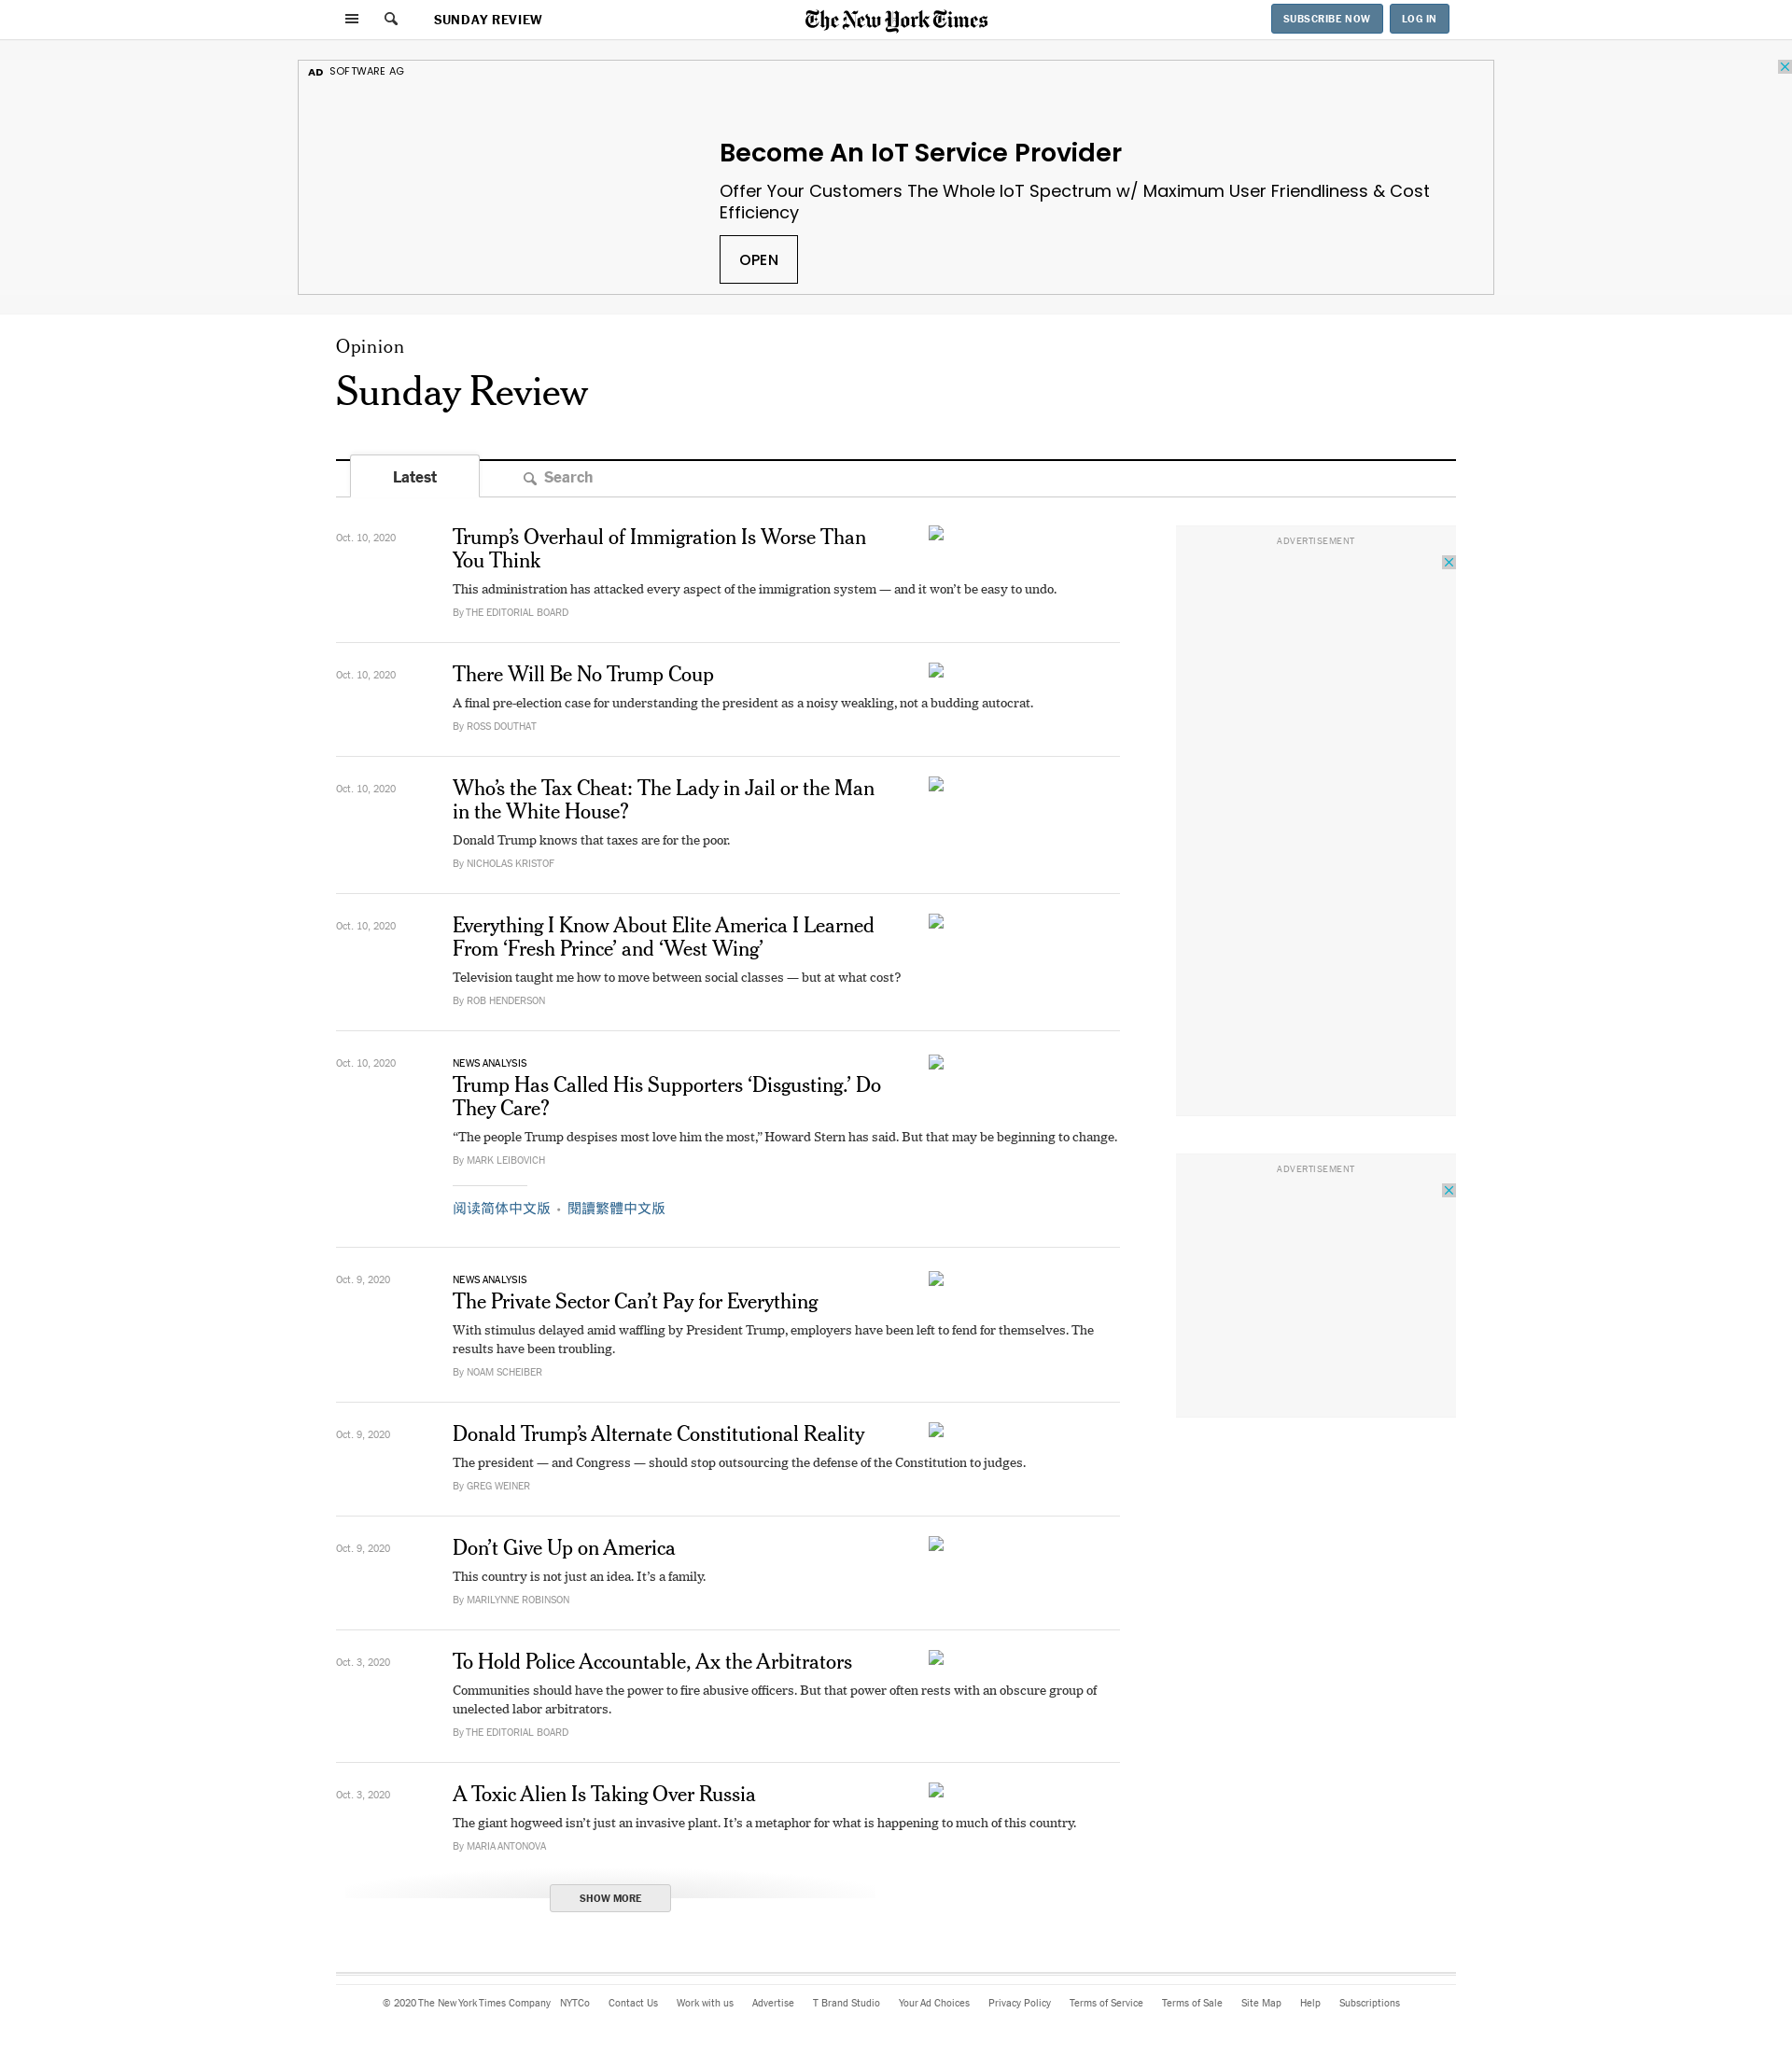 SUNDAY REVIEW
The New York Times
SUBSCRIBE NOW
LOG IN
AD SOFTWARE AG
Become An IoT Service Provider
Offer Your Customers The Whole IoT Spectrum w/ Maximum User Friendliness & Cost
Efficiency
OPEN
Opinion
Sunday Review
Latest
Search
Oct. 10, 2020
Trump’s Overhaul of Immigration Is Worse Than
You Think
This administration has attacked every aspect of the immigration system — and it won’t be easy to undo.
By THE EDITORIAL BOARD
Oct. 10, 2020
There Will Be No Trump Coup
A final pre-election case for understanding the president as a noisy weakling, not a budding autocrat.
By ROSS DOUTHAT
Oct. 10, 2020
Who’s the Tax Cheat: The Lady in Jail or the Man
in the White House?
Donald Trump knows that taxes are for the poor.
By NICHOLAS KRISTOF
Oct. 10, 2020
Everything I Know About Elite America I Learned
From ‘Fresh Prince’ and ‘West Wing’
Television taught me how to move between social classes — but at what cost?
By ROB HENDERSON
Oct. 10, 2020
NEWS ANALYSIS
Trump Has Called His Supporters ‘Disgusting.’ Do
They Care?
“The people Trump despises most love him the most,” Howard Stern has said. But that may be beginning to change.
By MARK LEIBOVICH
阅读简体中文版 • 閱讀繁體中文版
Oct. 9, 2020
NEWS ANALYSIS
The Private Sector Can’t Pay for Everything
With stimulus delayed amid waffling by President Trump, employers have been left to fend for themselves. The
results have been troubling.
By NOAM SCHEIBER
Oct. 9, 2020
Donald Trump’s Alternate Constitutional Reality
The president — and Congress — should stop outsourcing the defense of the Constitution to judges.
By GREG WEINER
Oct. 9, 2020
Don’t Give Up on America
This country is not just an idea. It’s a family.
By MARILYNNE ROBINSON
Oct. 3, 2020
To Hold Police Accountable, Ax the Arbitrators
Communities should have the power to fire abusive officers. But that power often rests with an obscure group of
unelected labor arbitrators.
By THE EDITORIAL BOARD
Oct. 3, 2020
A Toxic Alien Is Taking Over Russia
The giant hogweed isn’t just an invasive plant. It’s a metaphor for what is happening to much of this country.
By MARIA ANTONOVA
SHOW MORE
ADVERTISEMENT
ADVERTISEMENT
© 2020 The New York Times Company NYTCo Contact Us Work with us Advertise T Brand Studio Your Ad Choices Privacy Policy Terms of Service Terms of Sale Site Map Help Subscriptions